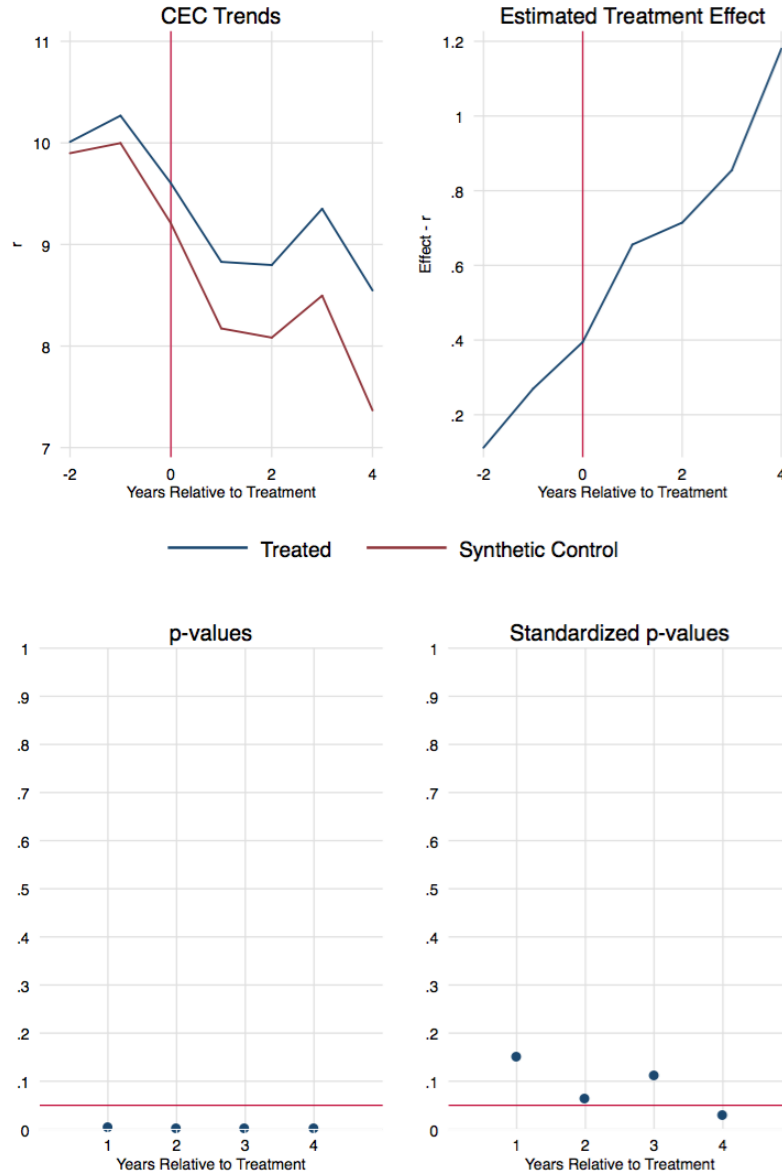 CEC Trends
11
10
9
8
7
r
-2 0 2 4
Years Relative to Treatment
Estimated Treatment Effect
1.2
1
.8
.6
.4
.2
Effect - r
-2 0 2 4
Years Relative to Treatment
Treated Synthetic Control
p-values
1
.9
.8
.7
.6
.5
.4
.3
.2
.1
0
1 2 3 4
Years Relative to Treatment
Standardized p-values
1
.9
.8
.7
.6
.5
.4
.3
.2
.1
0
1 2 3 4
Years Relative to Treatment